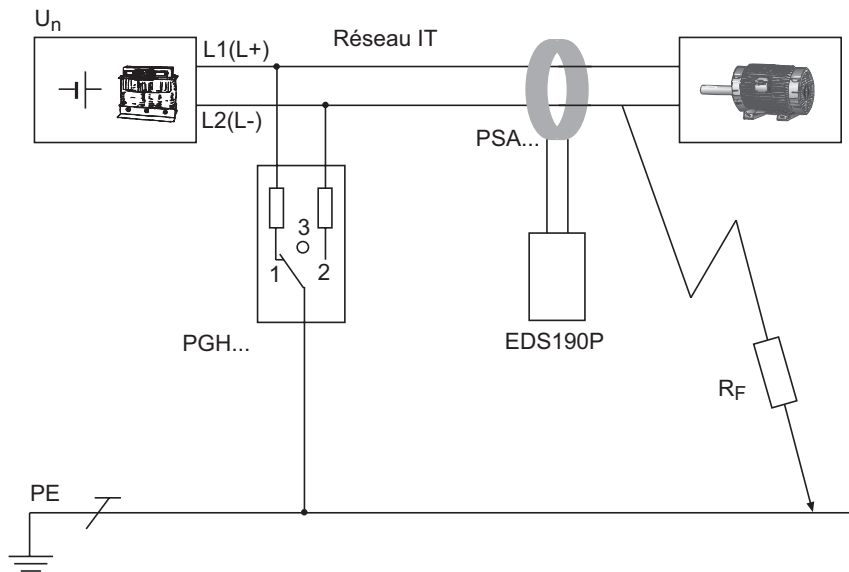 Un
L1(L+)
Réseau IT
L2(L-)
PSA...
3
1
2
PGH...
EDS190P
RF
PE